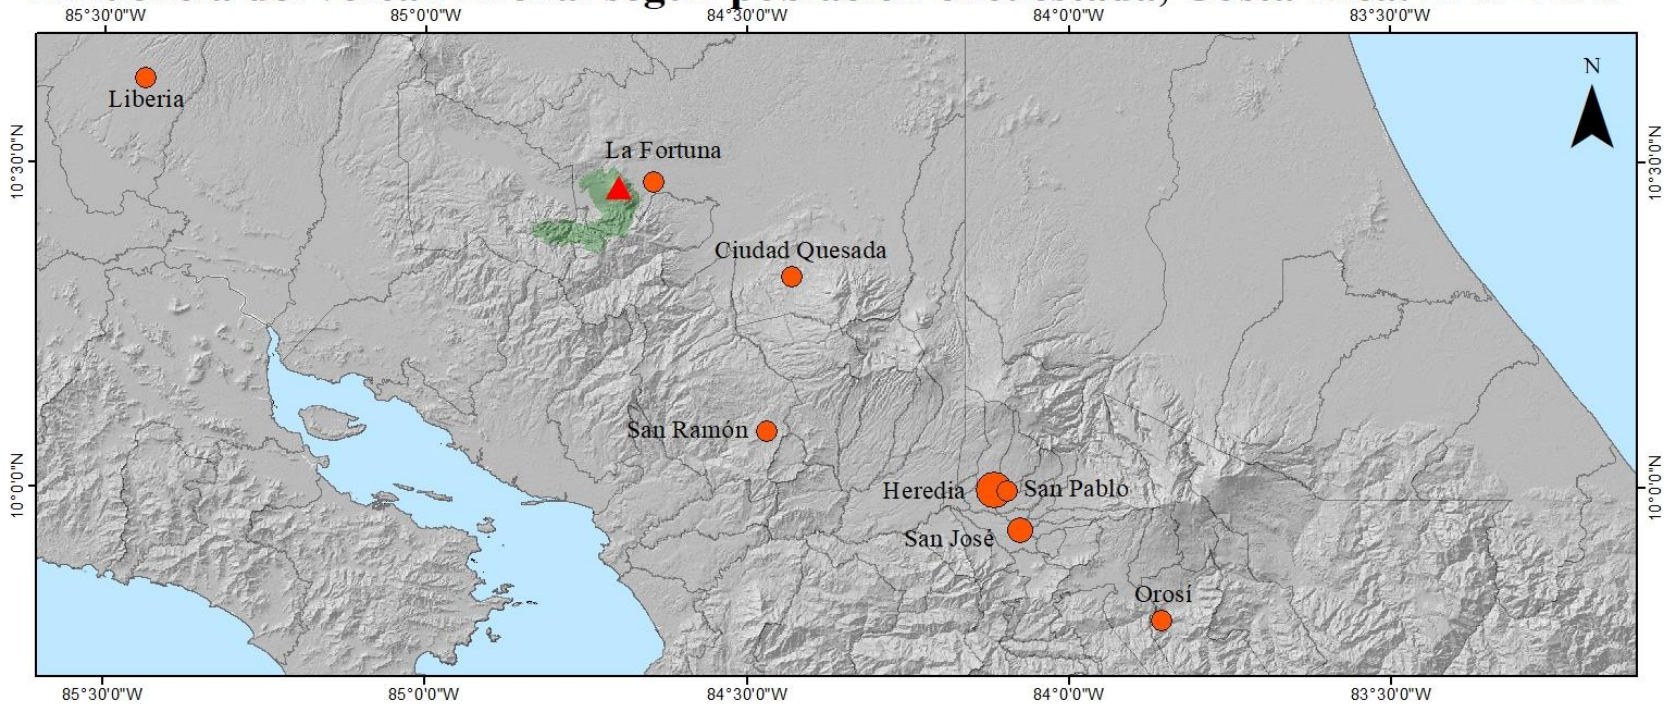 85°30'0"W 85°0'0"W 84°30'0"W 84°0'0"W 83°30'0"W
N
Liberia
10°30'0"N 10°30'0"N
La Fortuna
Ciudad Quesada
San Ramón
10°0'0"N 10°0'0"N
Heredia San Pablo
San José
Orosí
85°30'0"W 85°0'0"W 84°30'0"W 84°0'0"W 83°30'0"W